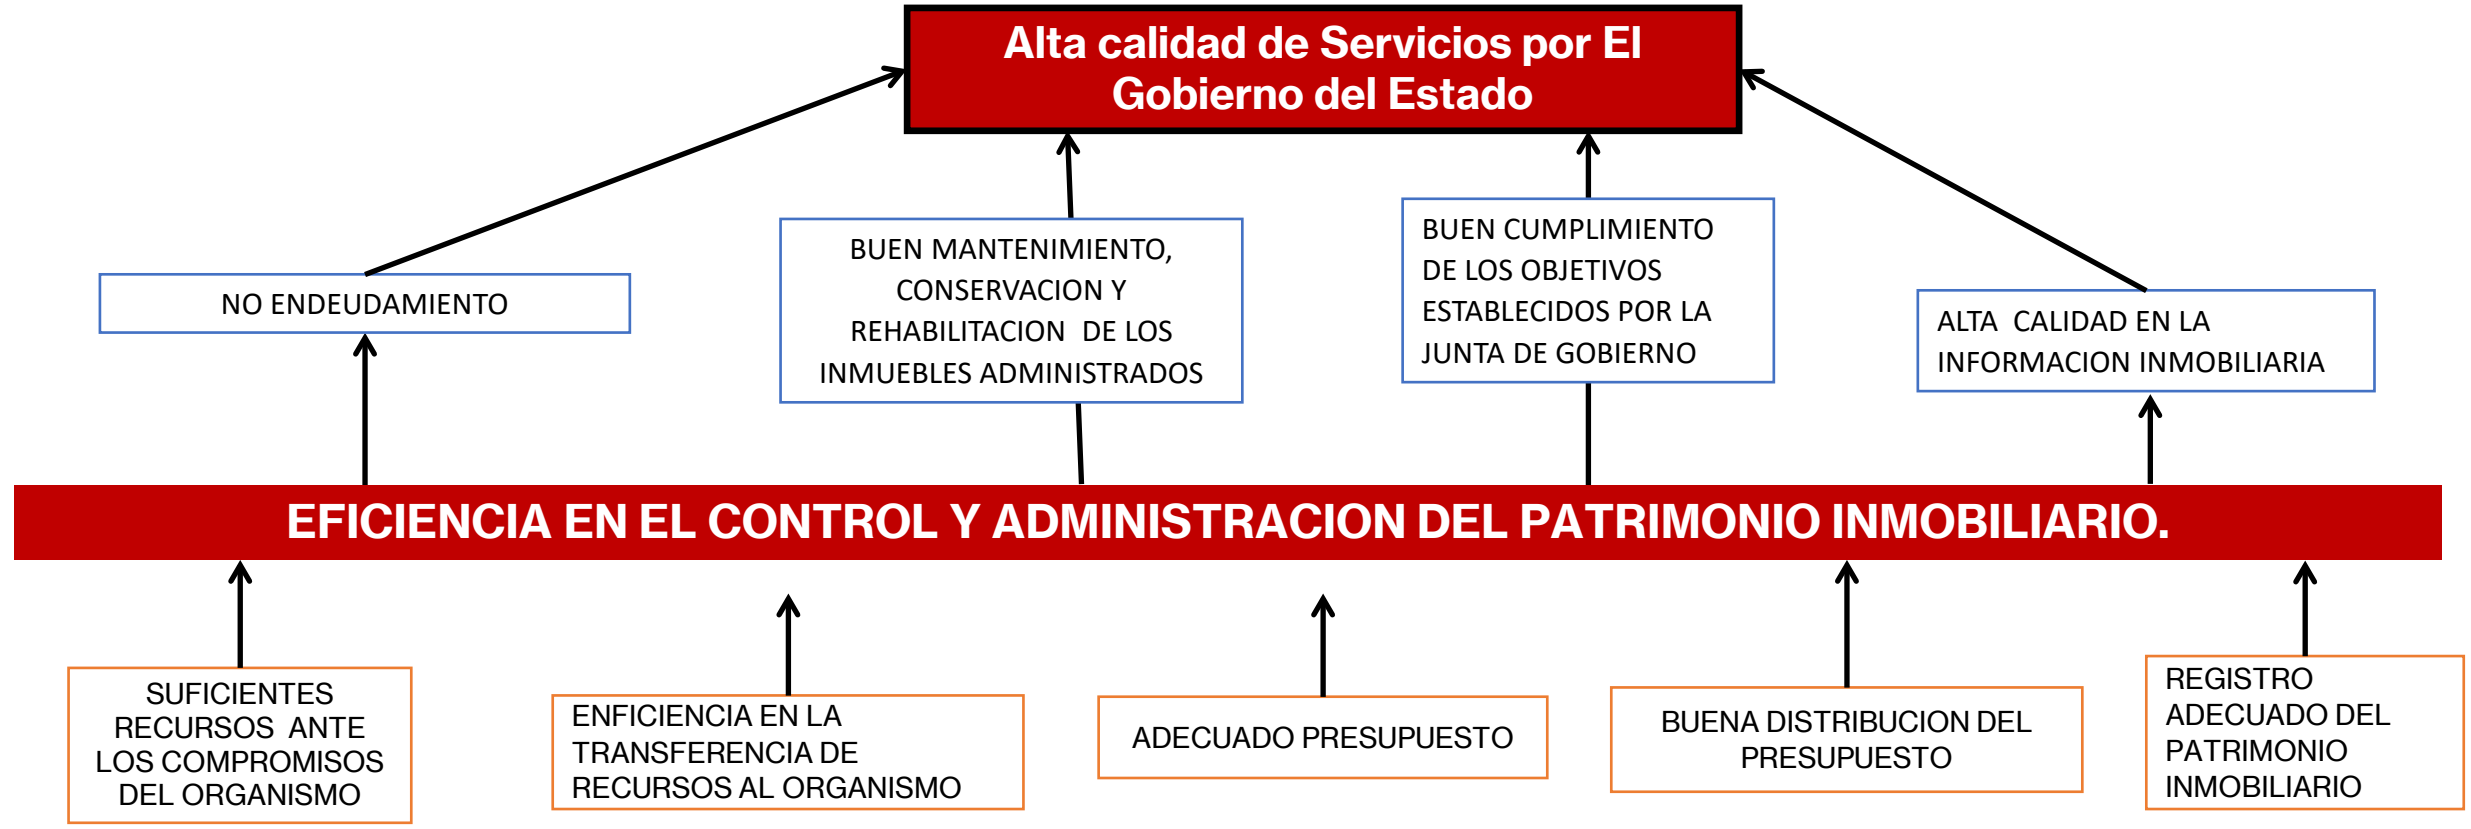 Alta calidad de Servicios por El
Gobierno del Estado
NO ENDEUDAMIENTO
BUEN MANTENIMIENTO,
CONSERVACION Y
REHABILITACION DE LOS
INMUEBLES ADMINISTRADOS
BUEN CUMPLIMIENTO
DE LOS OBJETIVOS
ESTABLECIDOS POR LA
JUNTA DE GOBIERNO
ALTA CALIDAD EN LA
INFORMACION INMOBILIARIA
EFICIENCIA EN EL CONTROL Y ADMINISTRACION DEL PATRIMONIO INMOBILIARIO.
SUFICIENTES
RECURSOS ANTE
LOS COMPROMISOS
DEL ORGANISMO
ENFICIENCIA EN LA
TRANSFERENCIA DE
RECURSOS AL ORGANISMO
ADECUADO PRESUPUESTO
BUENA DISTRIBUCION DEL
PRESUPUESTO
REGISTRO
ADECUADO DEL
PATRIMONIO
INMOBILIARIO